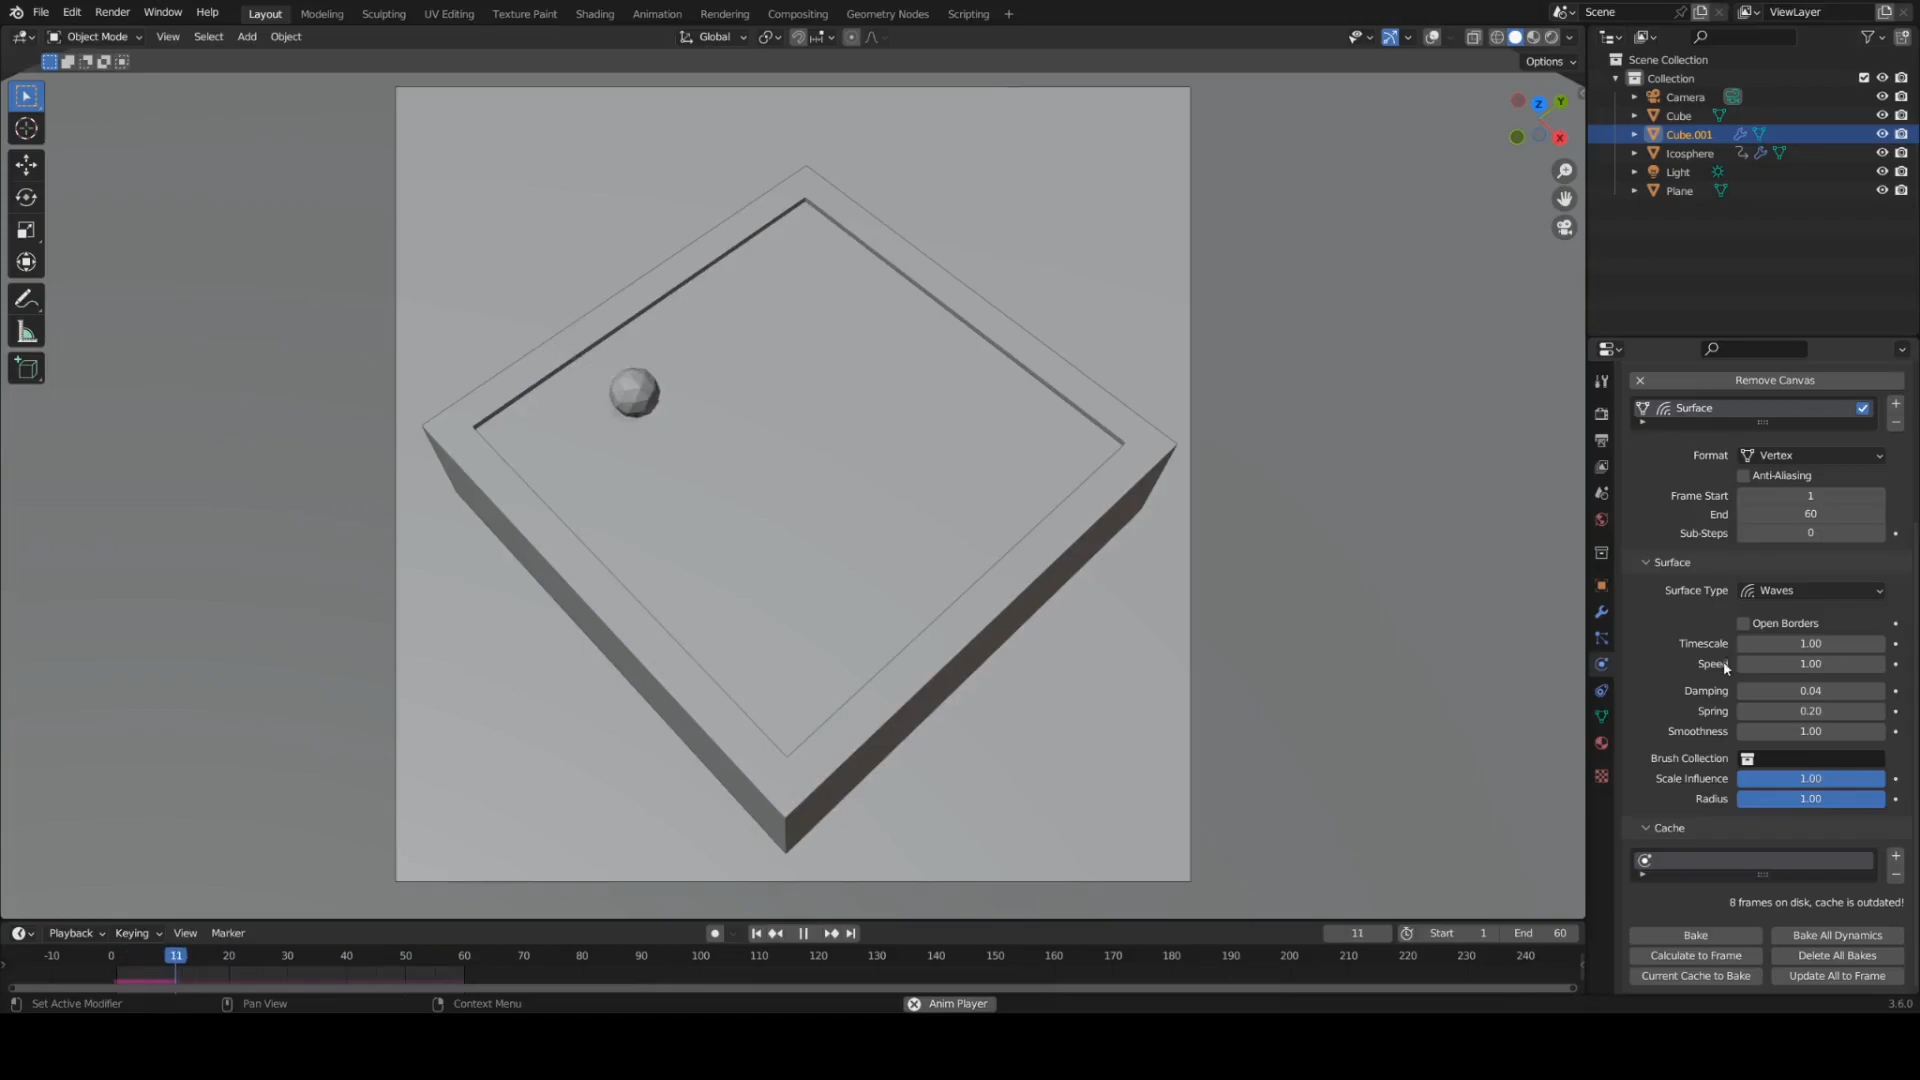 File Edit Render Window Help Layout Modeling Sculpting UV Editing Texture Paint Shading Animation Rendering Compositing Geometry Nodes Scripting + Scene ViewLayer
Object Mode View Select Add Object Global
Options
Scene Collection
Collection
Camera
Cube
Cube.001
Icosphere
Light
Plane
Z Y
X
Remove Canvas
Surface
Format Vertex
Anti-Aliasing
Frame Start 1
End 60
Sub-Steps 0
Surface
Surface Type Waves
Open Borders
Timescale 1.00
Speed 1.00
Damping 0.04
Spring 0.20
Smoothness 1.00
Brush Collection
Scale Influence 1.00
Radius 1.00
Cache
8 frames on disk, cache is outdated!
Bake Bake All Dynamics
Calculate to Frame Delete All Bakes
Current Cache to Bake Update All to Frame
Playback Keying View Marker 11 Start 1 End 60
-10 0 11 20 30 40 50 60 70 80 90 100 110 120 130 140 150 160 170 180 190 200 210 220 230 240
Set Active Modifier Pan View Context Menu Anim Player 3.6.0